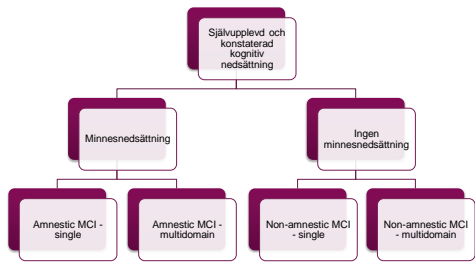 Självupplevd och
konstaterad
kognitiv
nedsättning
Minnesnedsättning
Ingen
minnesnedsättning
Amnestic MCI -
single
Amnestic MCI -
multidomain
Non-amnestic MCI
- single
Non-amnestic MCI
- multidomain